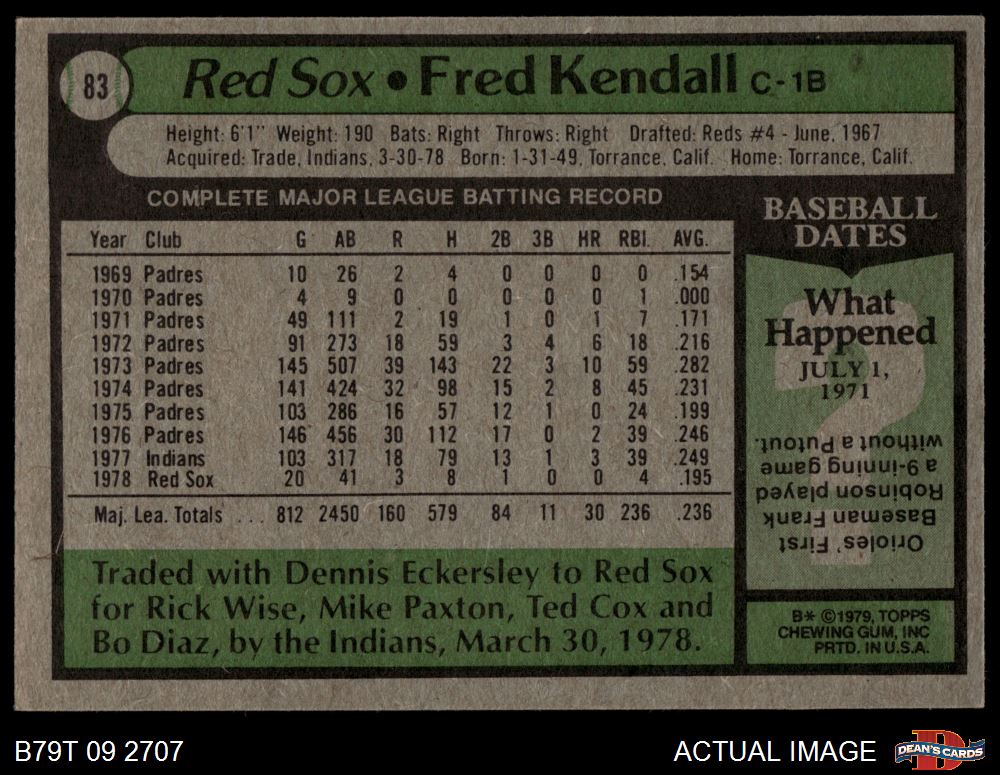 83
Red Sox • Fred Kendall C-1B
Height: 6'1" Weight: 190 Bats: Right Throws: Right Drafted: Reds #4 - June, 1967
Acquired: Trade, Indians, 3-30-78 Born: 1-31-49, Torrance, Calif. Home: Torrance, Calif.
COMPLETE MAJOR LEAGUE BATTING RECORD
Year Club G AB R H 2B 3B HR RBI. AVG.
1969 Padres 10 26 2 4 0 0 0 0 .154
1970 Padres 4 9 0 0 0 0 0 1 .000
1971 Padres 49 111 2 19 1 0 1 7 .171
1972 Padres 91 273 18 59 3 4 6 18 .216
1973 Padres 145 507 39 143 22 3 10 59 .282
1974 Padres 141 424 32 98 15 2 8 45 .231
1975 Padres 103 286 16 57 12 1 0 24 .199
1976 Padres 146 456 30 112 17 0 2 39 .246
1977 Indians 103 317 18 79 13 1 3 39 .249
1978 Red Sox 20 41 3 8 1 0 0 4 .195
Maj. Lea. Totals ... 812 2450 160 579 84 11 30 236 .236
Traded with Dennis Eckersley to Red Sox
for Rick Wise, Mike Paxton, Ted Cox and
Bo Diaz, by the Indians, March 30, 1978.
BASEBALL
DATES
What
Happened
JULY 1,
1971
Orioles' First
Baseman Frank
Robinson played
a 9-inning game
without a Putout.
B* ©1979, TOPPS
CHEWING GUM, INC
PRTD. IN U.S.A.
B79T 09 2707
ACTUAL IMAGE
DEAN'S CARDS